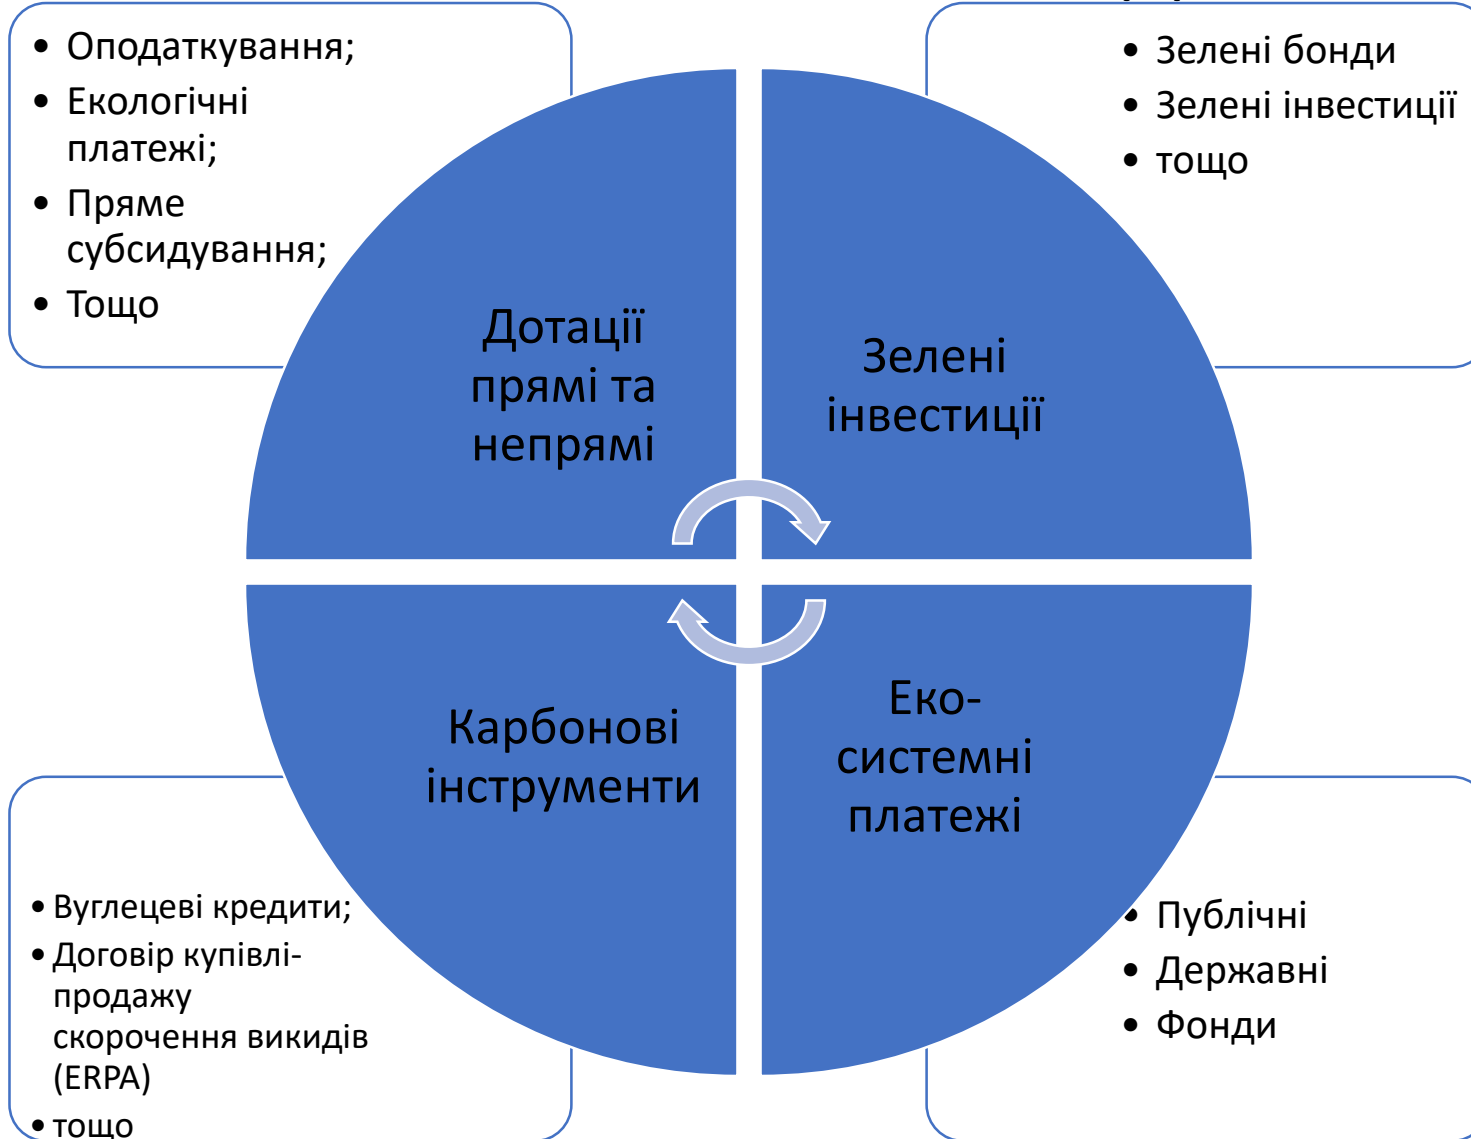 • Оподаткування;
• Екологічні
платежі;
• Пряме
субсидування;
• Тощо
• Зелені бонди
• Зелені інвестиції
• тощо
Дотації
прямі та
непрямі
Зелені
інвестиції
Карбонові
інструменти
Еко-
системні
платежі
• Вуглецеві кредити;
• Договір купівлі-
продажу
скорочення викидів
(ERPA)
• тощо
• Публічні
• Державні
• Фонди